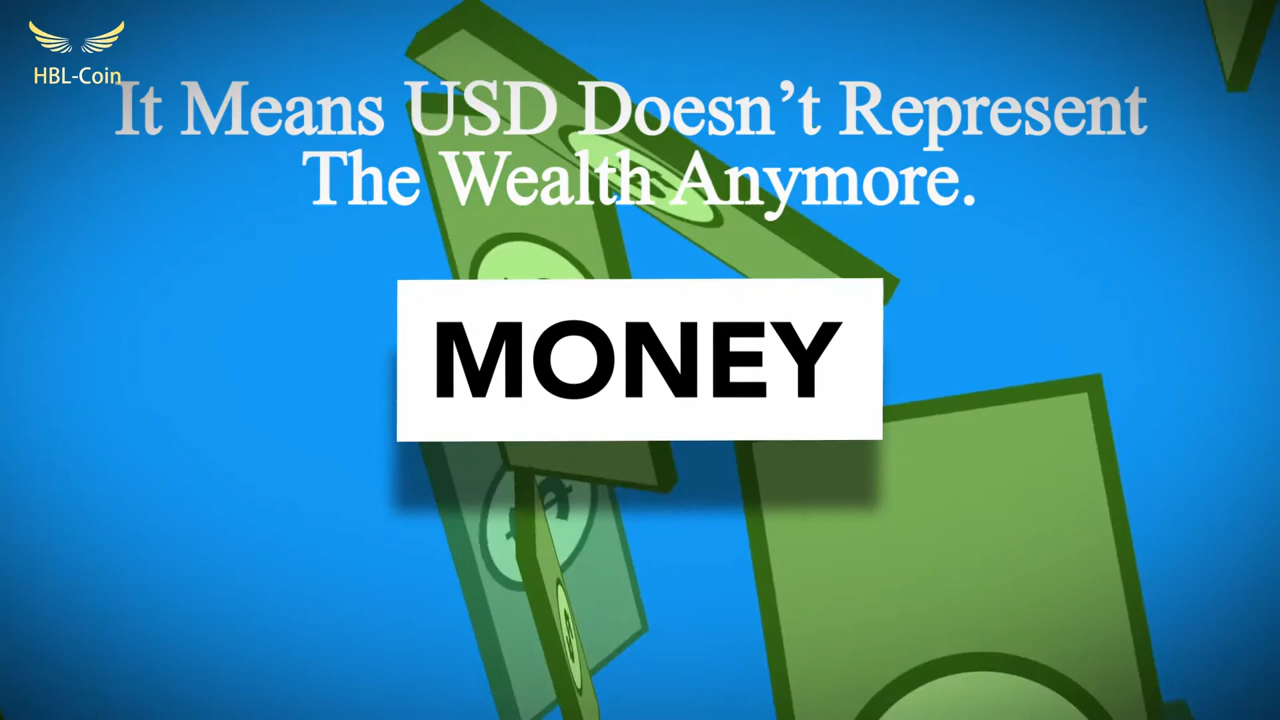 HBL-Coin
It Means USD Doesn’t Represent
The Wealth Anymore.
MONEY